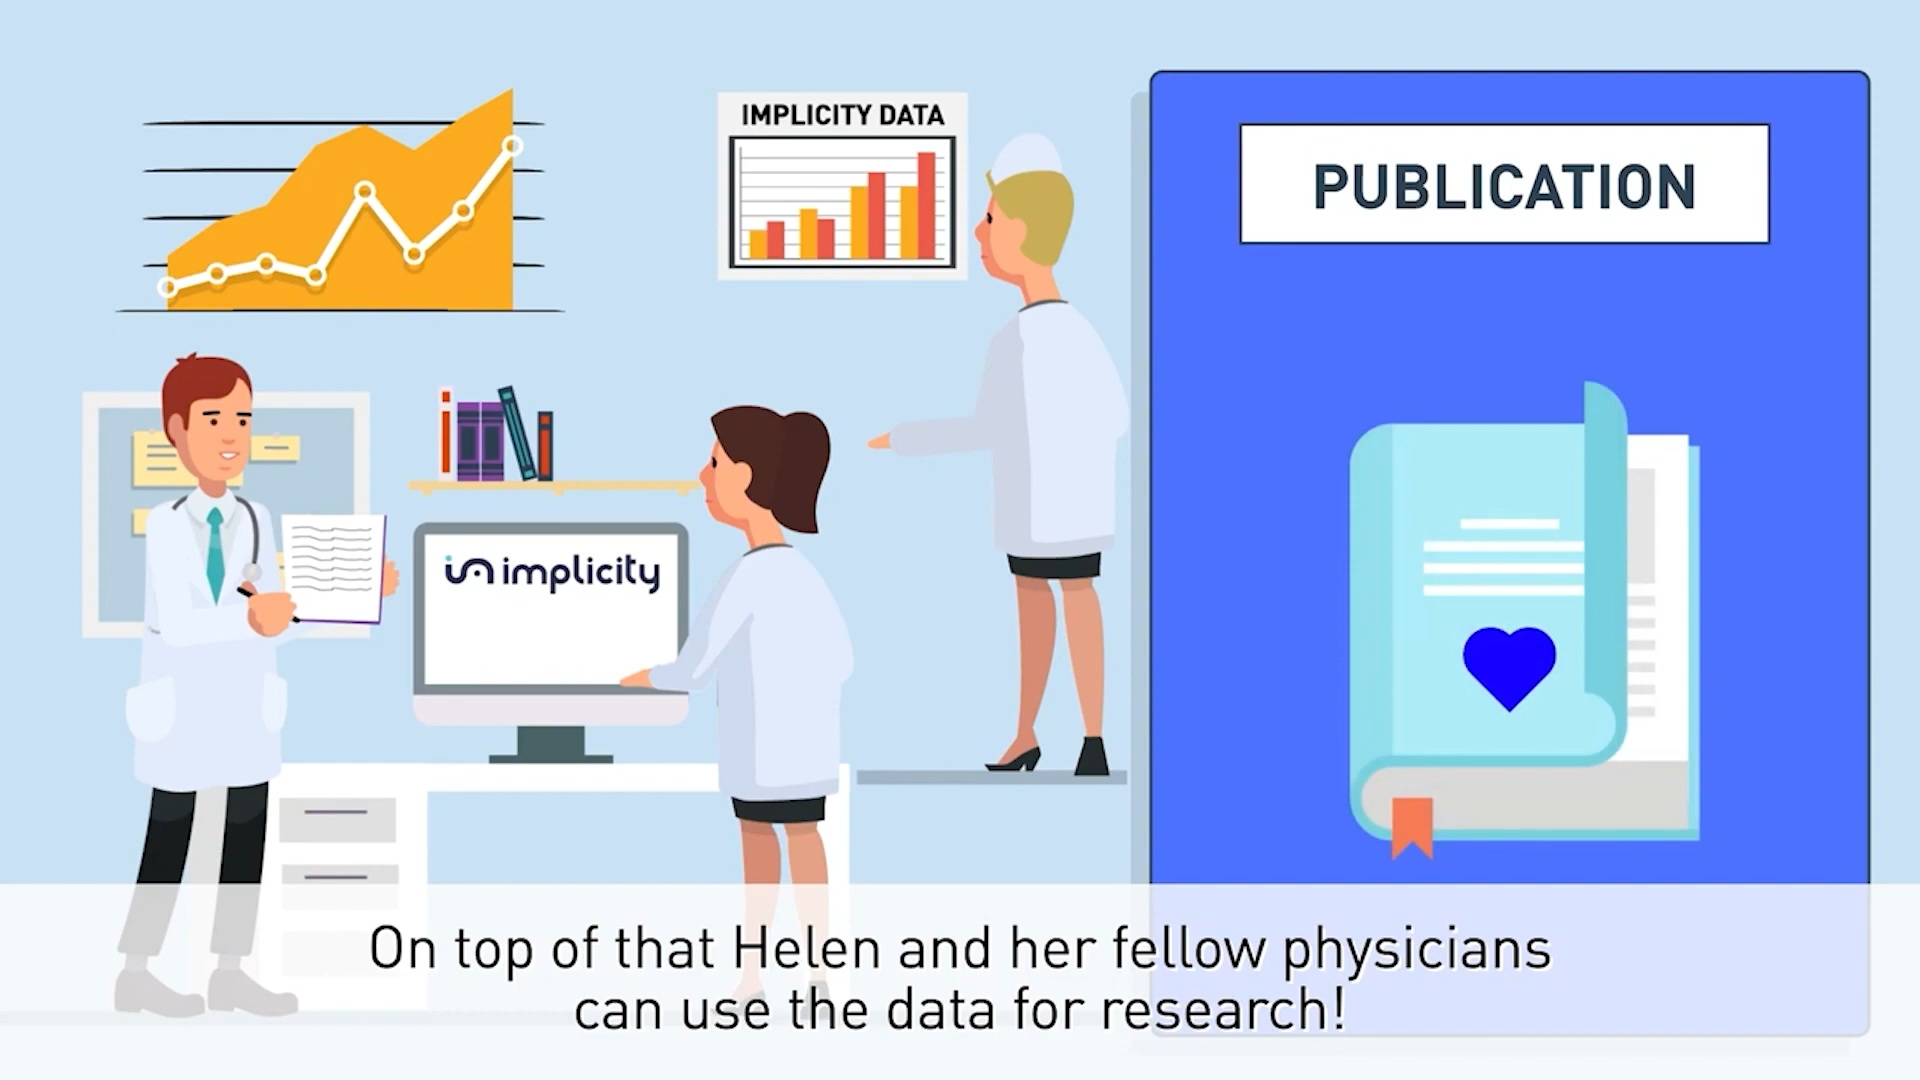 IMPLICITY DATA
PUBLICATION
implicity
On top of that Helen and her fellow physicians
can use the data for research!